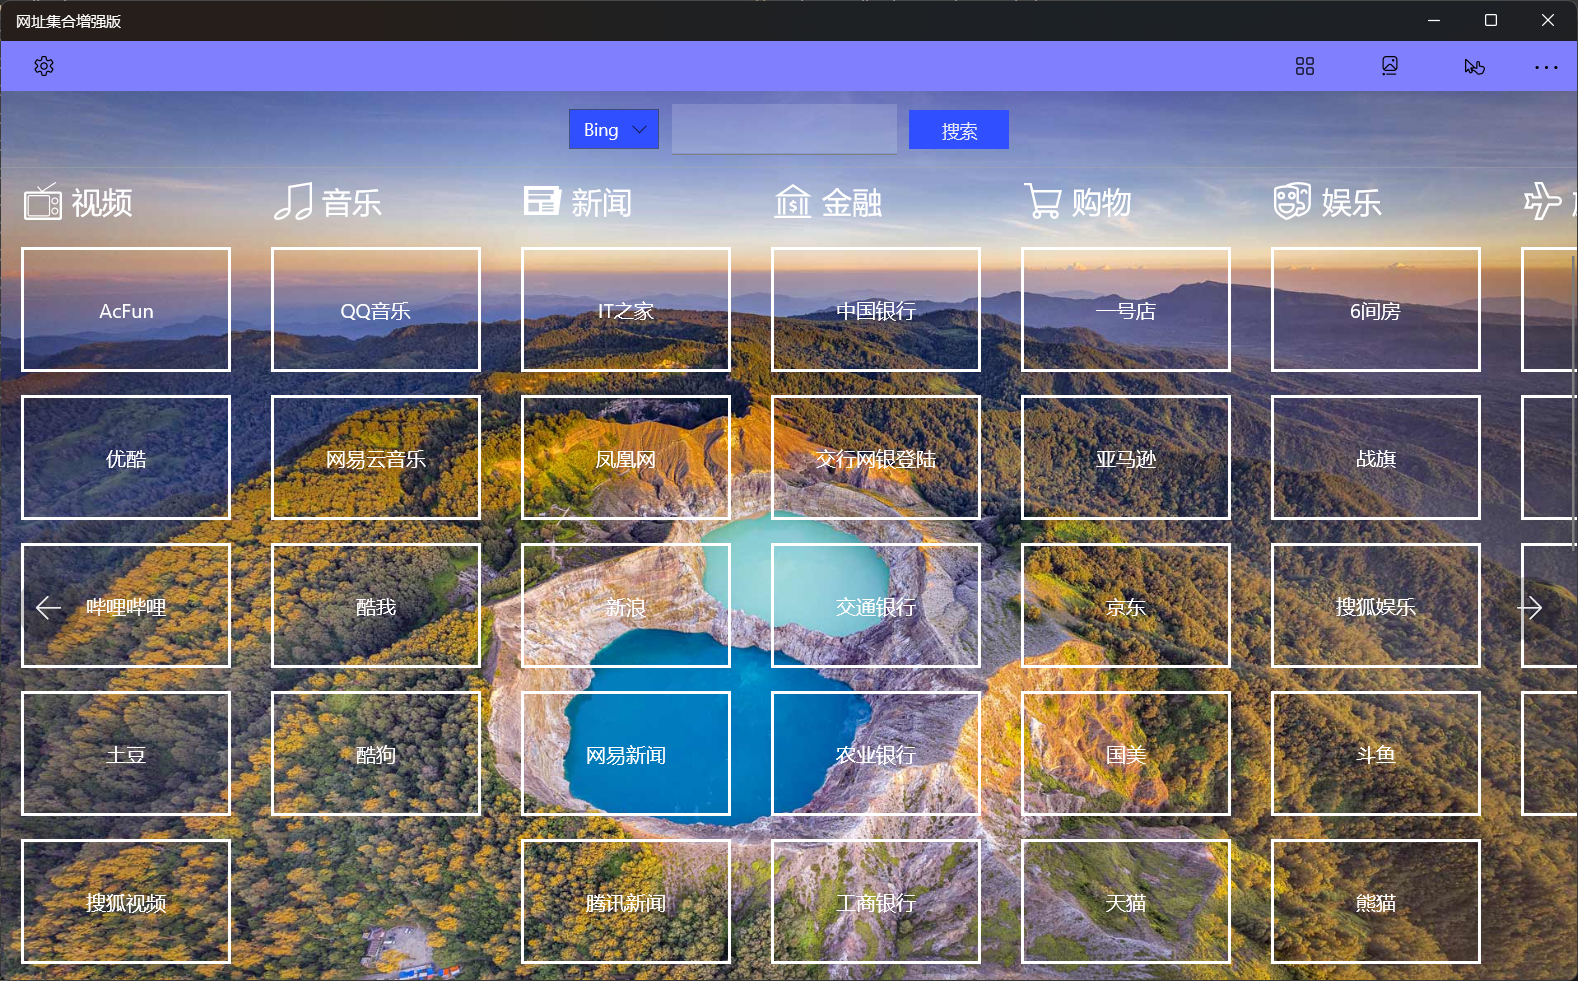 网址集合增强版
Bing
搜索
视频 音乐 新闻 金融 购物 娱乐
AcFun QQ音乐 IT之家 中国银行 一号店 6间房
优酷 网易云音乐 凤凰网 交行网银登陆 亚马逊 战旗
哔哩哔哩 酷我 新浪 交通银行 京东 搜狐娱乐
土豆 酷狗 网易新闻 农业银行 国美 斗鱼
搜狐视频 腾讯新闻 工商银行 天猫 熊猫